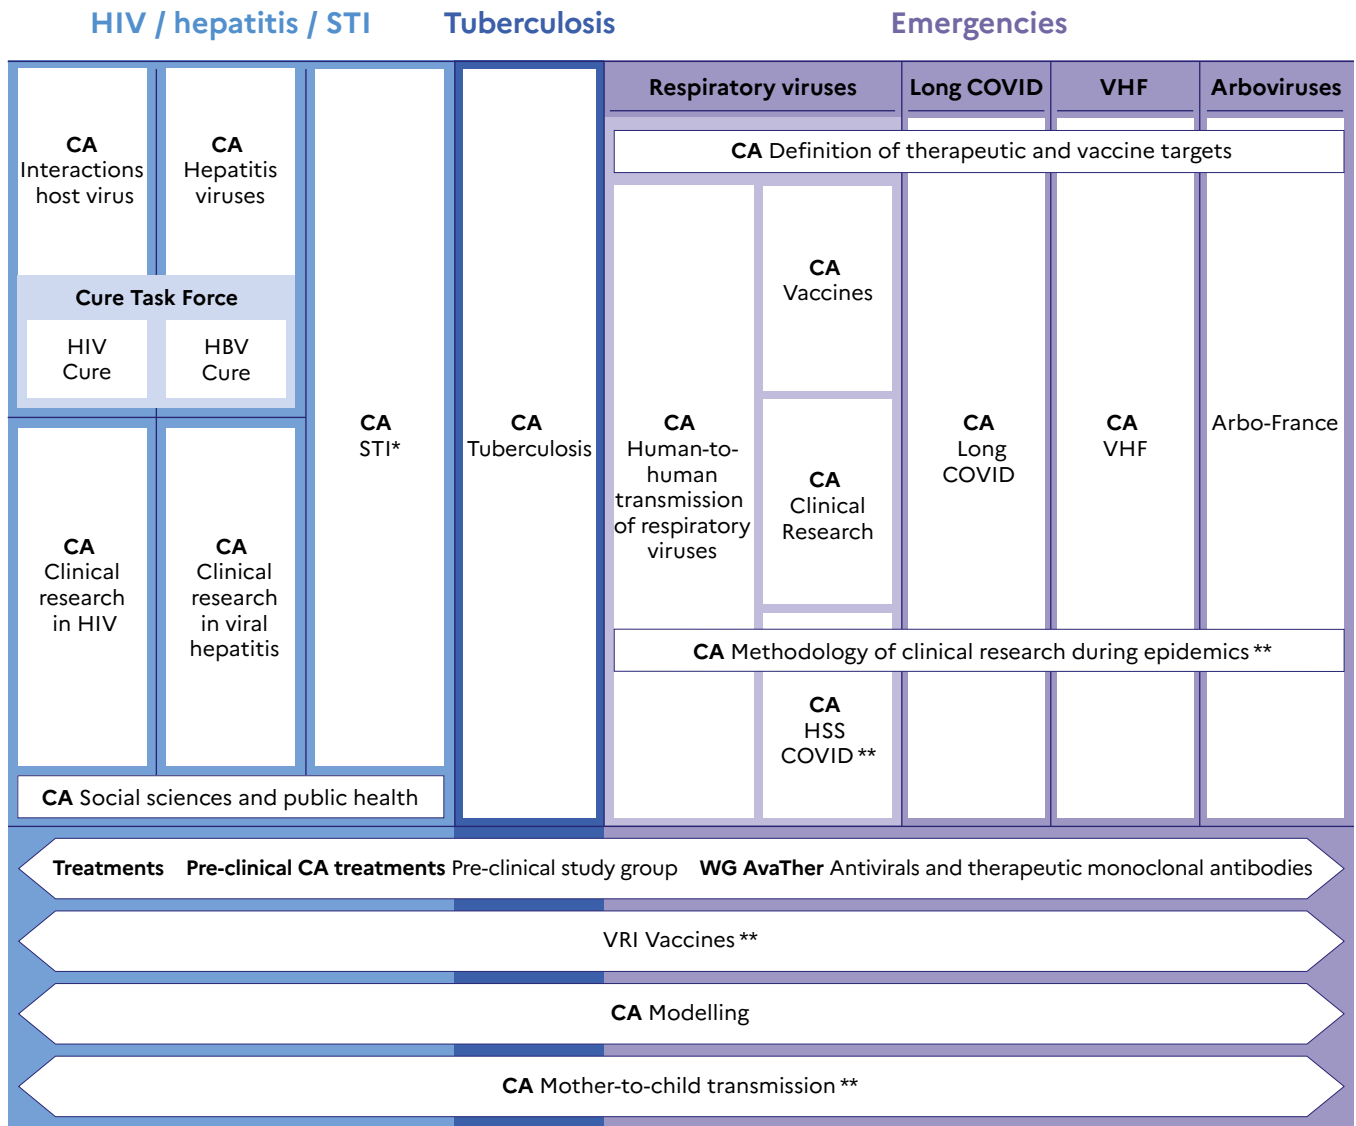 HIV / hepatitis / STI
Tuberculosis
Emergencies
Respiratory viruses
Long COVID
VHF
Arboviruses
CA
Interactions
host virus
CA
Hepatitis
viruses
Cure Task Force
HIV
Cure
HBV
Cure
CA
Clinical
research
in HIV
CA
Clinical
research
in viral
hepatitis
CA
STI*
CA Social sciences and public health
CA
Tuberculosis
CA Definition of therapeutic and vaccine targets
CA
Human-to-
human
transmission
of respiratory
viruses
CA
Vaccines
CA
Clinical
Research
CA
Long
COVID
CA
VHF
Arbo-France
CA Methodology of clinical research during epidemics **
CA
HSS
COVID **
Treatments Pre-clinical CA treatments Pre-clinical study group WG AvaTher Antivirals and therapeutic monoclonal antibodies
VRI Vaccines **
CA Modelling
CA Mother-to-child transmission **